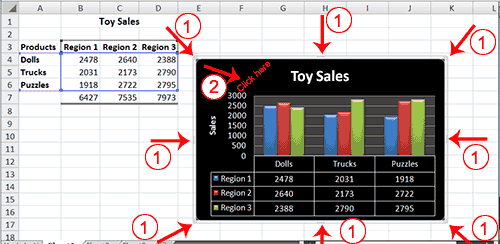 A B C D E F G H I J K L
1 Toy Sales
2
3 Products Region 1 Region 2 Region 3
4 Dolls 2478 2640 2388
5 Trucks 2031 2173 2790
6 Puzzles 1918 2722 2795
7 6427 7535 7973
8
9
10
11
12
13
14
15
16
17
18
1
1
1
2 Click here
Toy Sales
Sales
3000
2500
2000
1500
1000
500
0
1
1
Dolls Trucks Puzzles
Region 1 2478 2031 1918
Region 2 2640 2173 2722
Region 3 2388 2790 2795
1
1
1